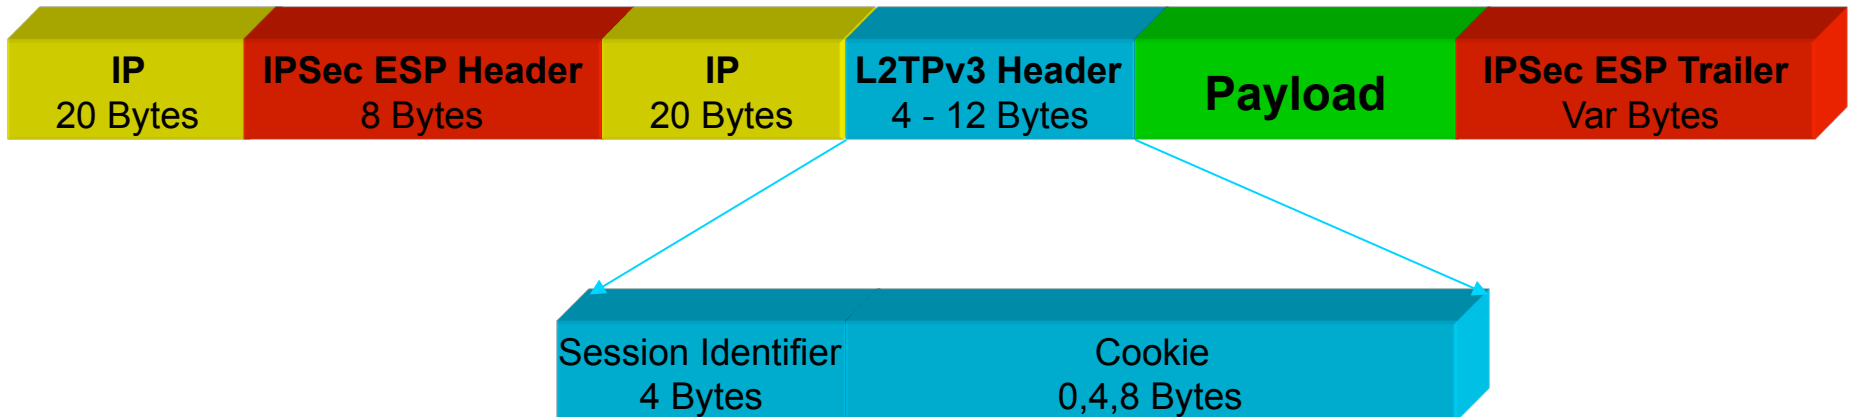 IP
20 Bytes
IPSec ESP Header
8 Bytes
IP
20 Bytes
L2TPv3 Header
4 - 12 Bytes
Payload
IPSec ESP Trailer
Var Bytes
Session Identifier
4 Bytes
Cookie
0,4,8 Bytes